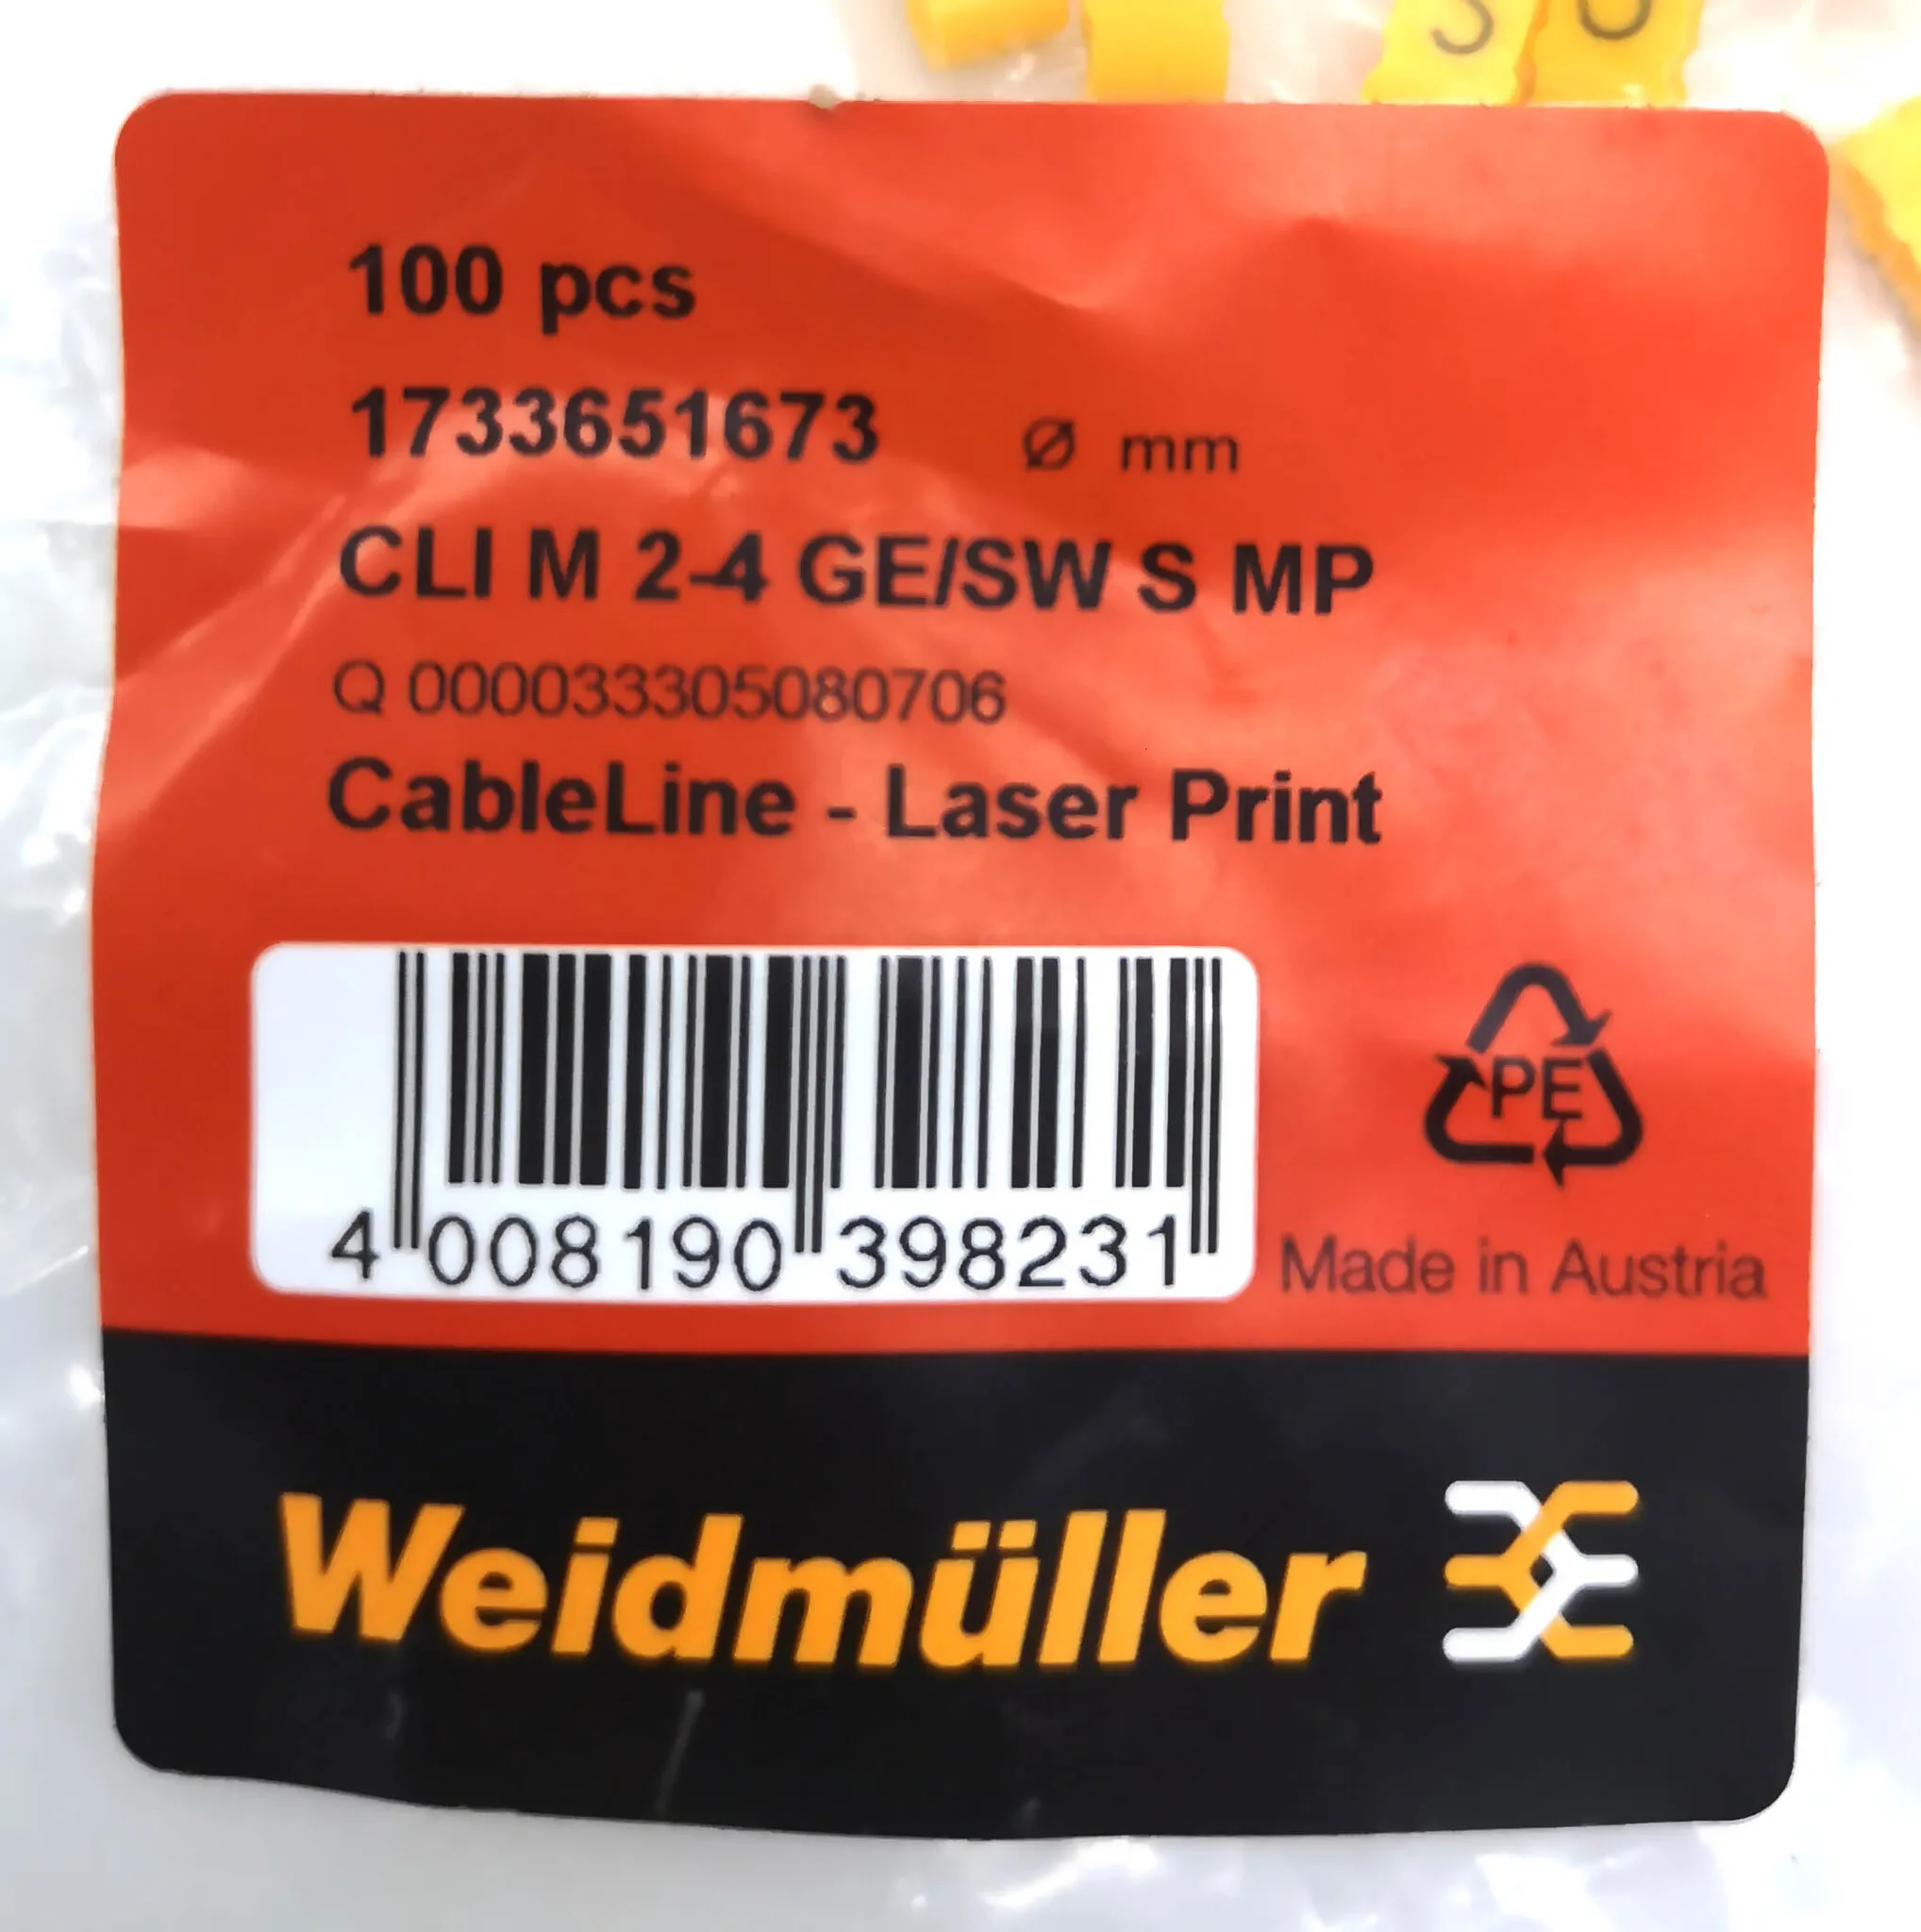 100 pcs
1733651673 Ø mm
CLI M 2-4 GE/SW S MP
Q 000033305080706
CableLine - Laser Print
PE
4 008190 398231
Made in Austria
Weidmüller